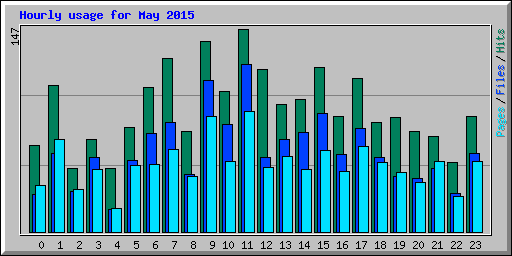 Hourly usage for May 2015
147
Pages / Files / Hits
0 1 2 3 4 5 6 7 8 9 10 11 12 13 14 15 16 17 18 19 20 21 22 23